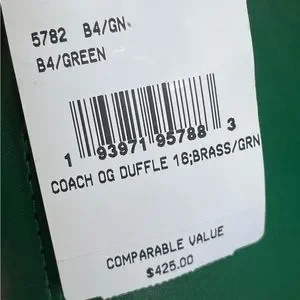 5782 B4/GN
B4/GREEN
1 93971 95788 3
COACH OG DUFFLE 16;BRASS/GRN
COMPARABLE VALUE
$425.00